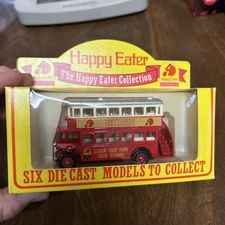 Happy Eater
The Happy Eater Collection
LOOK OUT FOR
OUR SIGNS
SIX DIE CAST MODELS TO COLLECT